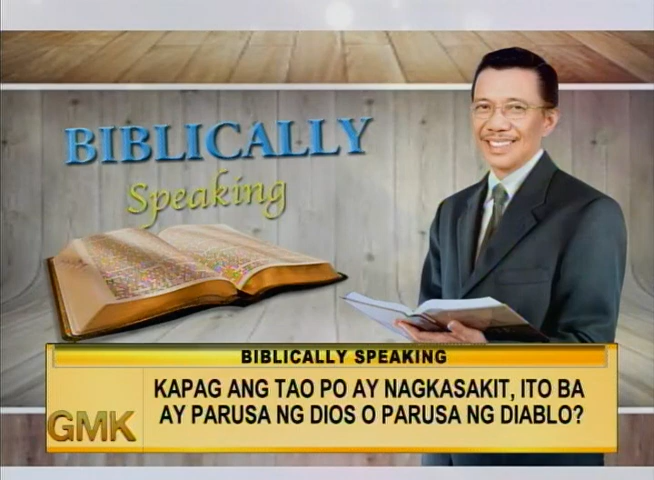 BIBLICALLY
Speaking
BIBLICALLY SPEAKING
KAPAG ANG TAO PO AY NAGKASAKIT, ITO BA
AY PARUSA NG DIOS O PARUSA NG DIABLO?
GMK